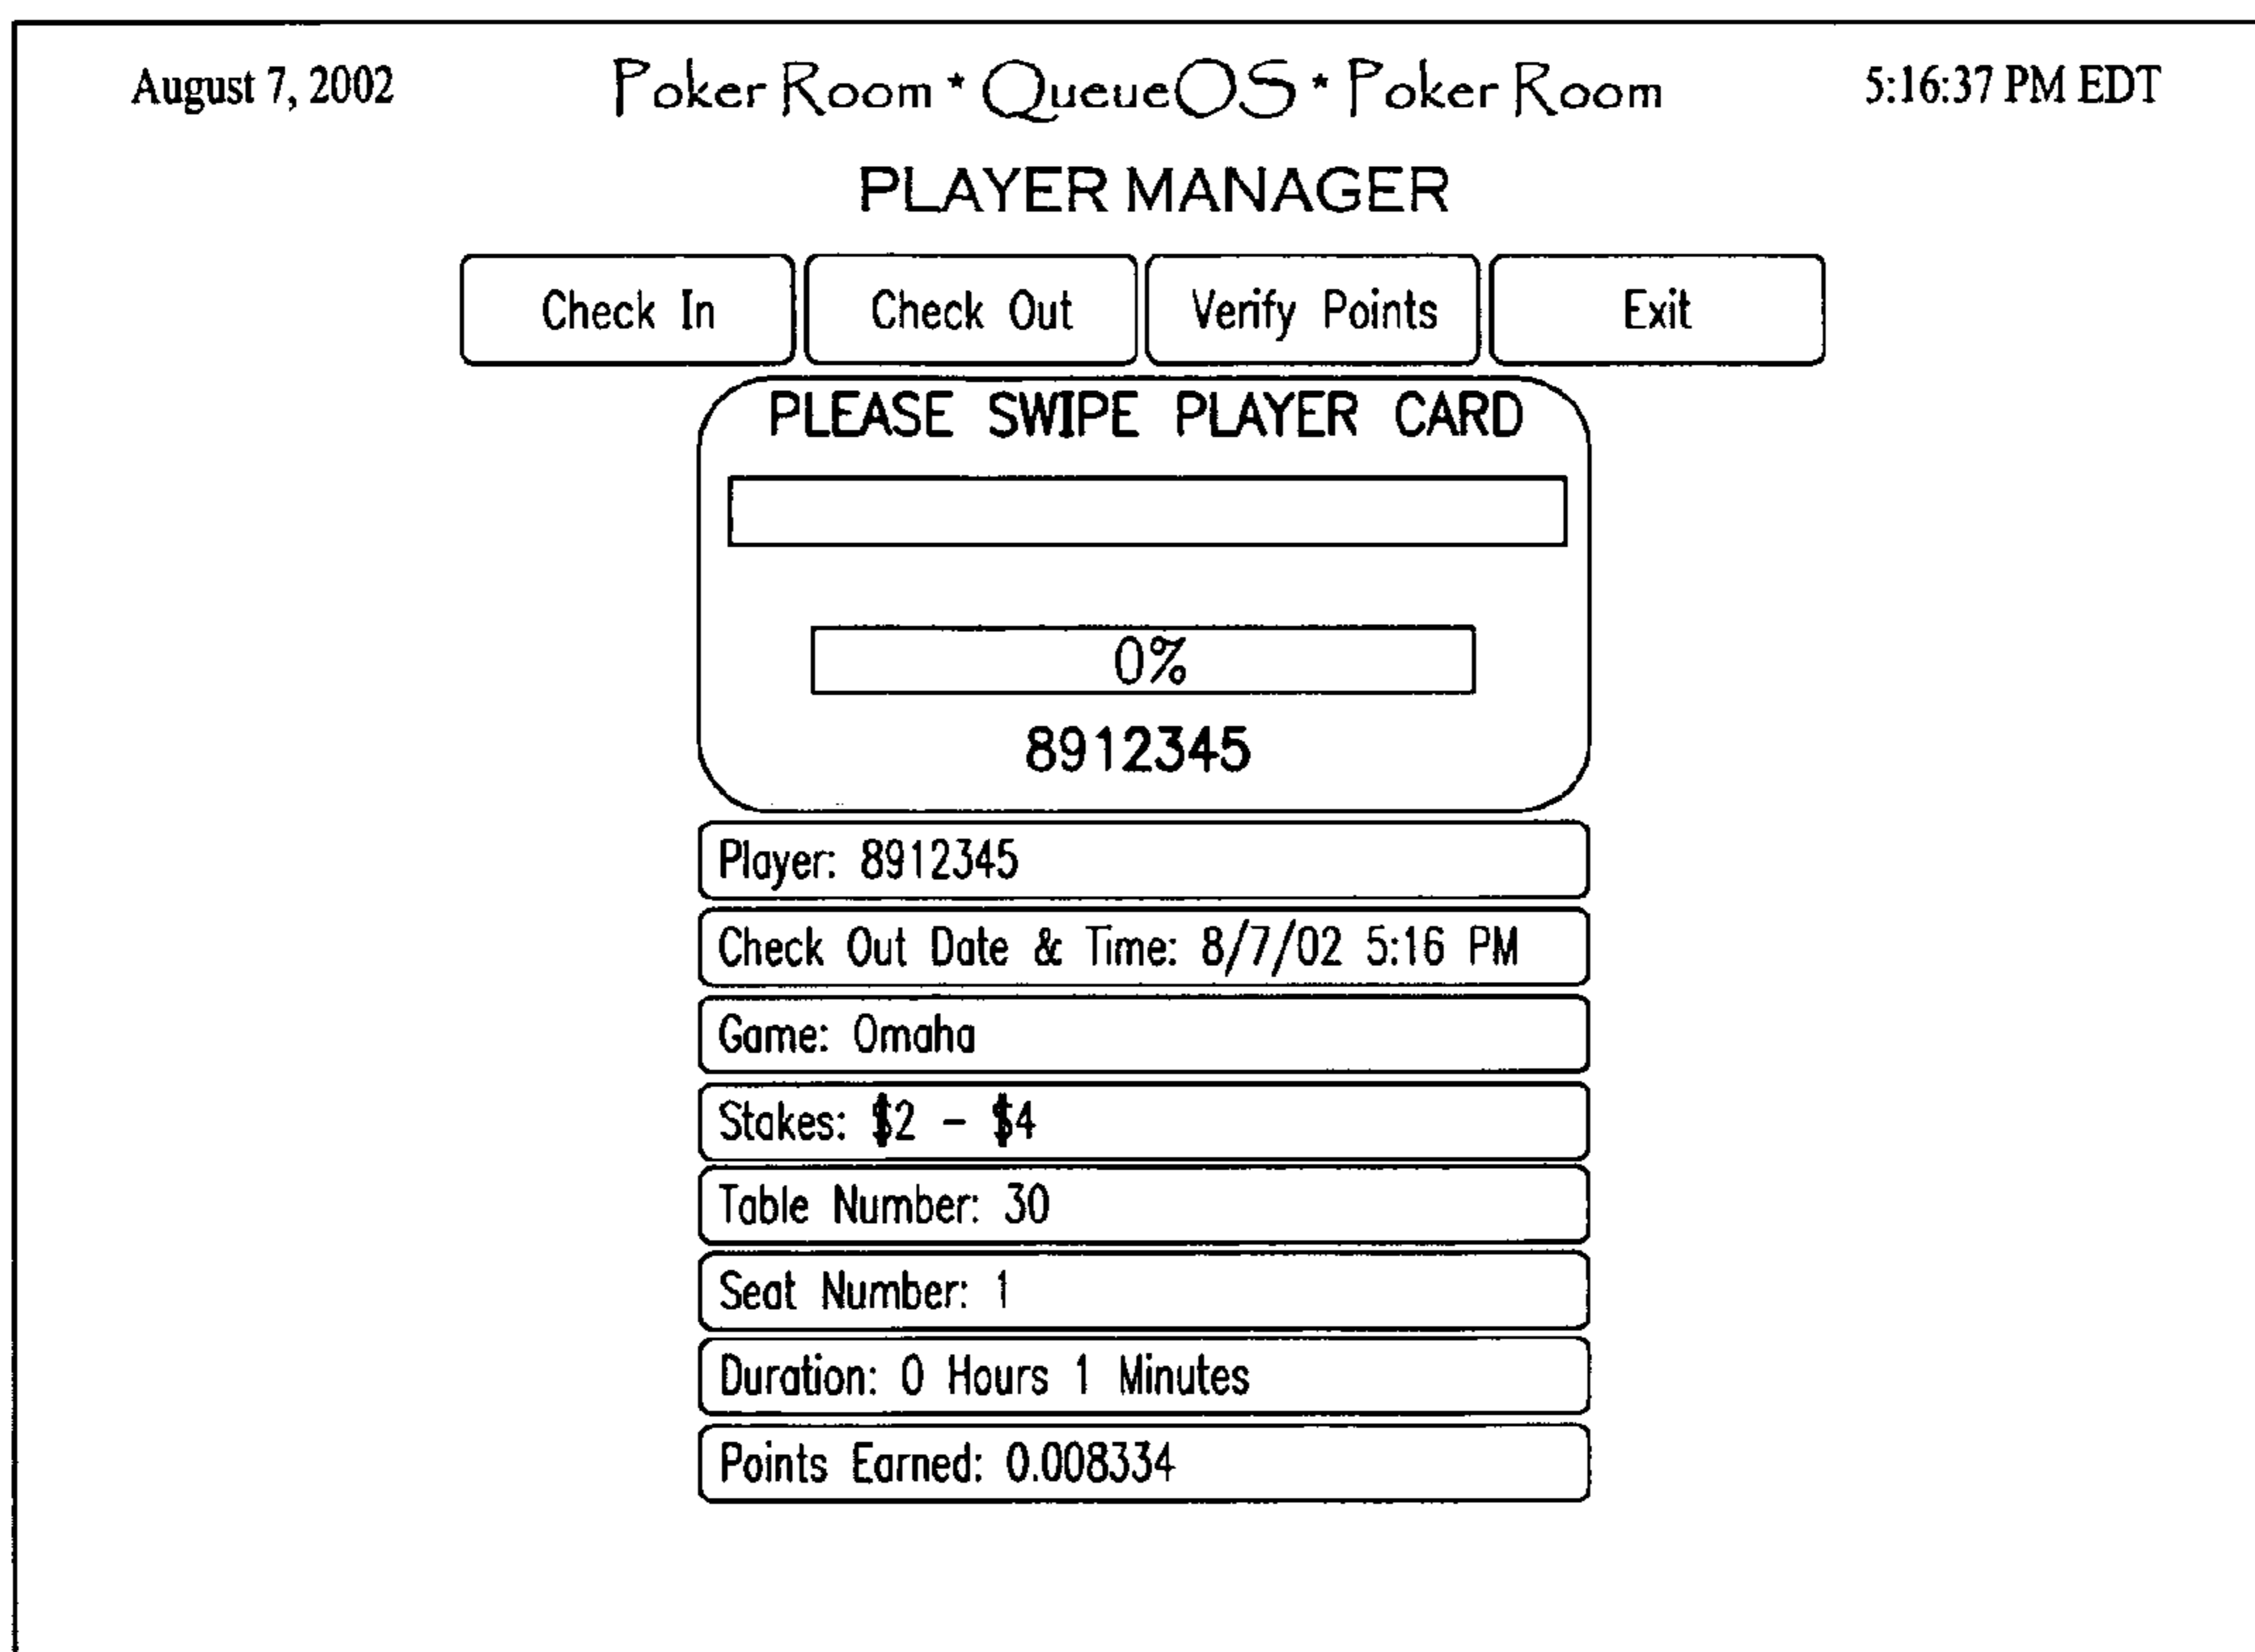 August 7, 2002 Poker Room * QueueOS * Poker Room 5:16:37 PM EDT
PLAYER MANAGER
Check In Check Out Verify Points Exit
PLEASE SWIPE PLAYER CARD
0%
8912345
Player: 8912345
Check Out Date & Time: 8/7/02 5:16 PM
Game: Omaha
Stakes: $2 – $4
Table Number: 30
Seat Number: 1
Duration: 0 Hours 1 Minutes
Points Earned: 0.008334